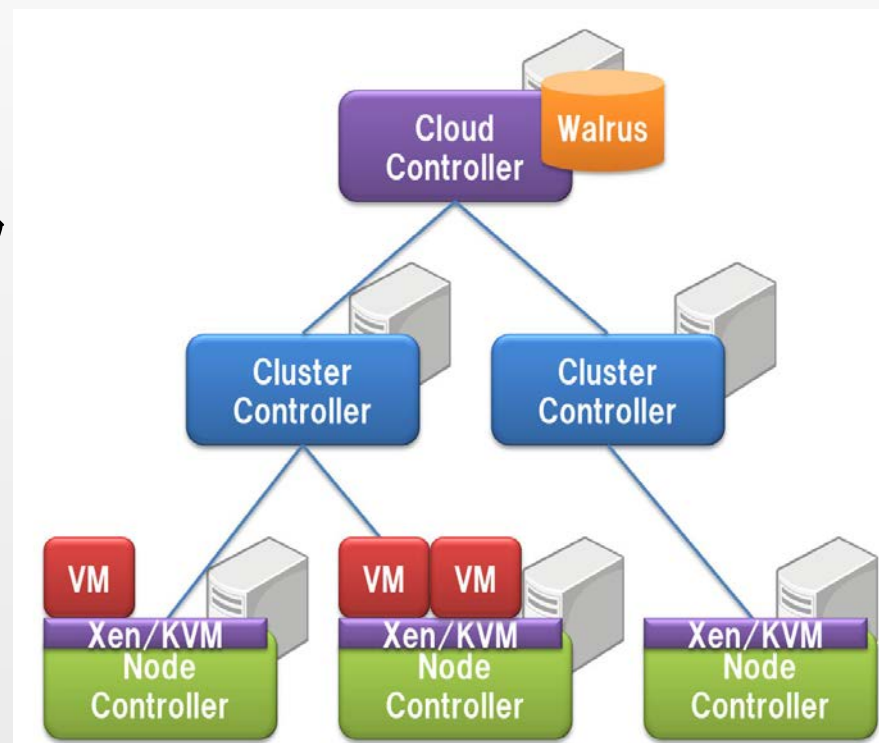 Cloud
Controller
Walrus
Cluster
Controller
Cluster
Controller
VM
VM
VM
Xen/KVM
Node
Controller
Xen/KVM
Node
Controller
Xen/KVM
Node
Controller